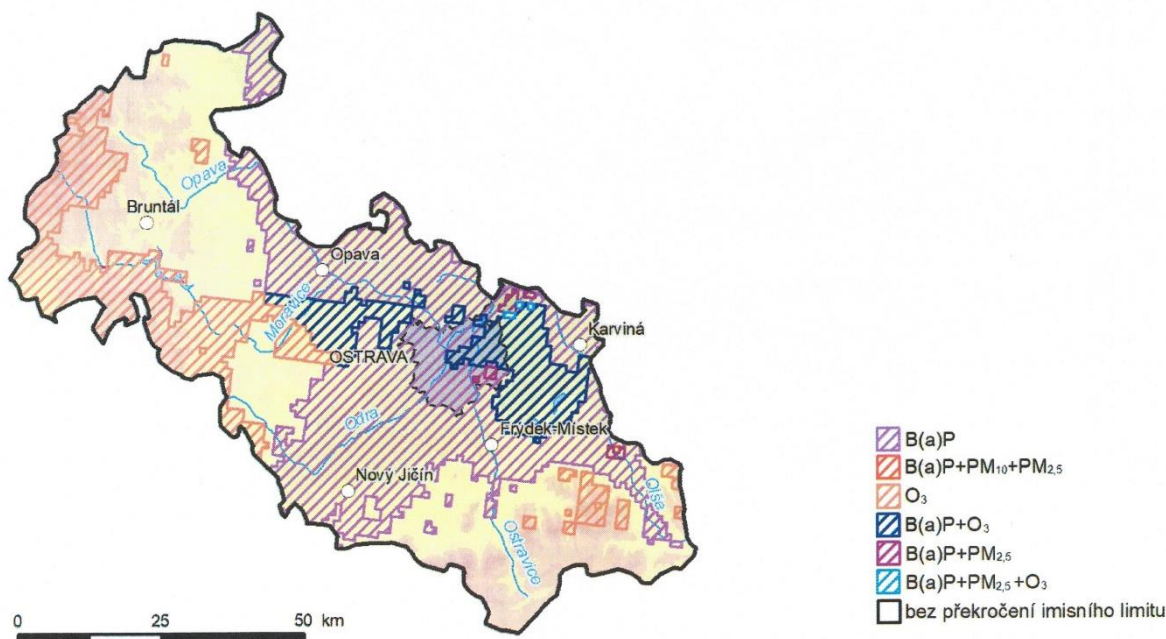 Opava
Bruntál
Opava
Moravice
Karviná
OSTRAVA
Odra
Frýdek-Místek
Nový Jičín
Olše
Ostravice
B(a)P
B(a)P+PM₁₀+PM₂,₅
O₃
B(a)P+O₃
B(a)P+PM₂,₅
B(a)P+PM₂,₅+O₃
bez překročení imisního limitu
0 25 50 km